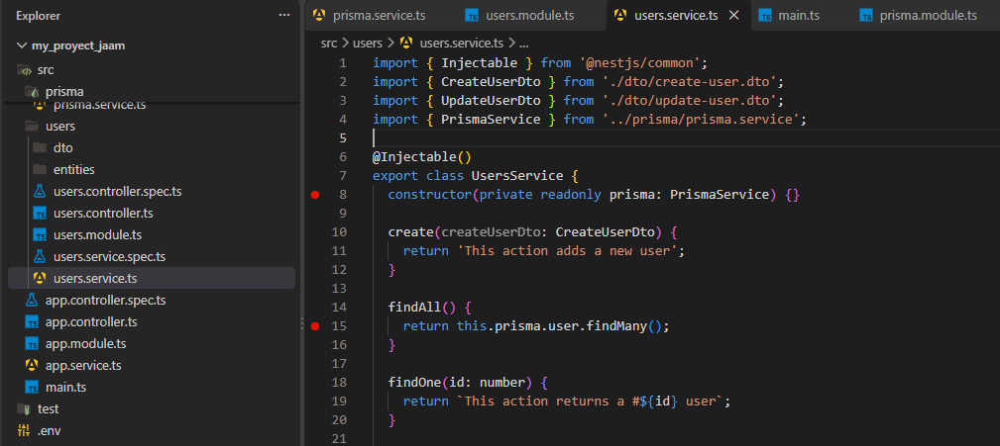 Explorer
my_proyect_jaam
src
prisma
prisma.service.ts
users
dto
entities
users.controller.spec.ts
users.controller.ts
users.module.ts
users.service.spec.ts
users.service.ts
app.controller.spec.ts
app.controller.ts
app.module.ts
app.service.ts
main.ts
test
.env
prisma.service.ts users.module.ts users.service.ts main.ts prisma.module.ts
src > users > users.service.ts > ...
1 import { Injectable } from '@nestjs/common';
2 import { CreateUserDto } from './dto/create-user.dto';
3 import { UpdateUserDto } from './dto/update-user.dto';
4 import { PrismaService } from '../prisma/prisma.service';
5
6 @Injectable()
7 export class UsersService {
8   constructor(private readonly prisma: PrismaService) {}
9
10   create(createUserDto: CreateUserDto) {
11     return 'This action adds a new user';
12   }
13
14   findAll() {
15     return this.prisma.user.findMany();
16   }
17
18   findOne(id: number) {
19     return `This action returns a #${id} user`;
20   }
21